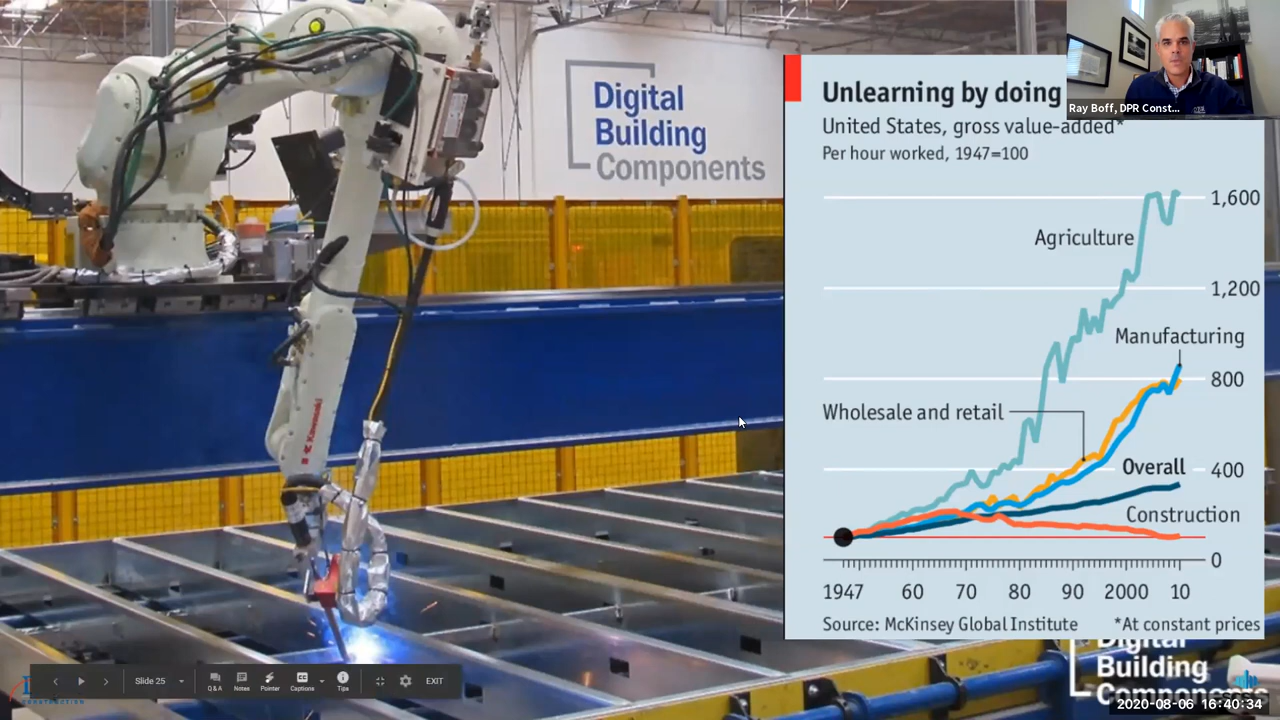 Digital
Building
Components
Unlearning by doing
United States, gross value-added*
Per hour worked, 1947=100
Ray Boff, DPR Const...
1,600
Agriculture
1,200
Manufacturing
800
Wholesale and retail
Overall
400
Construction
0
1947 60 70 80 90 2000 10
Source: McKinsey Global Institute *At constant prices
Kawasaki
Digital
Building
Components
Slide 25
Q & A
Notes
Pointer
Captions
Tips
EXIT
2020-08-06 16:40:34